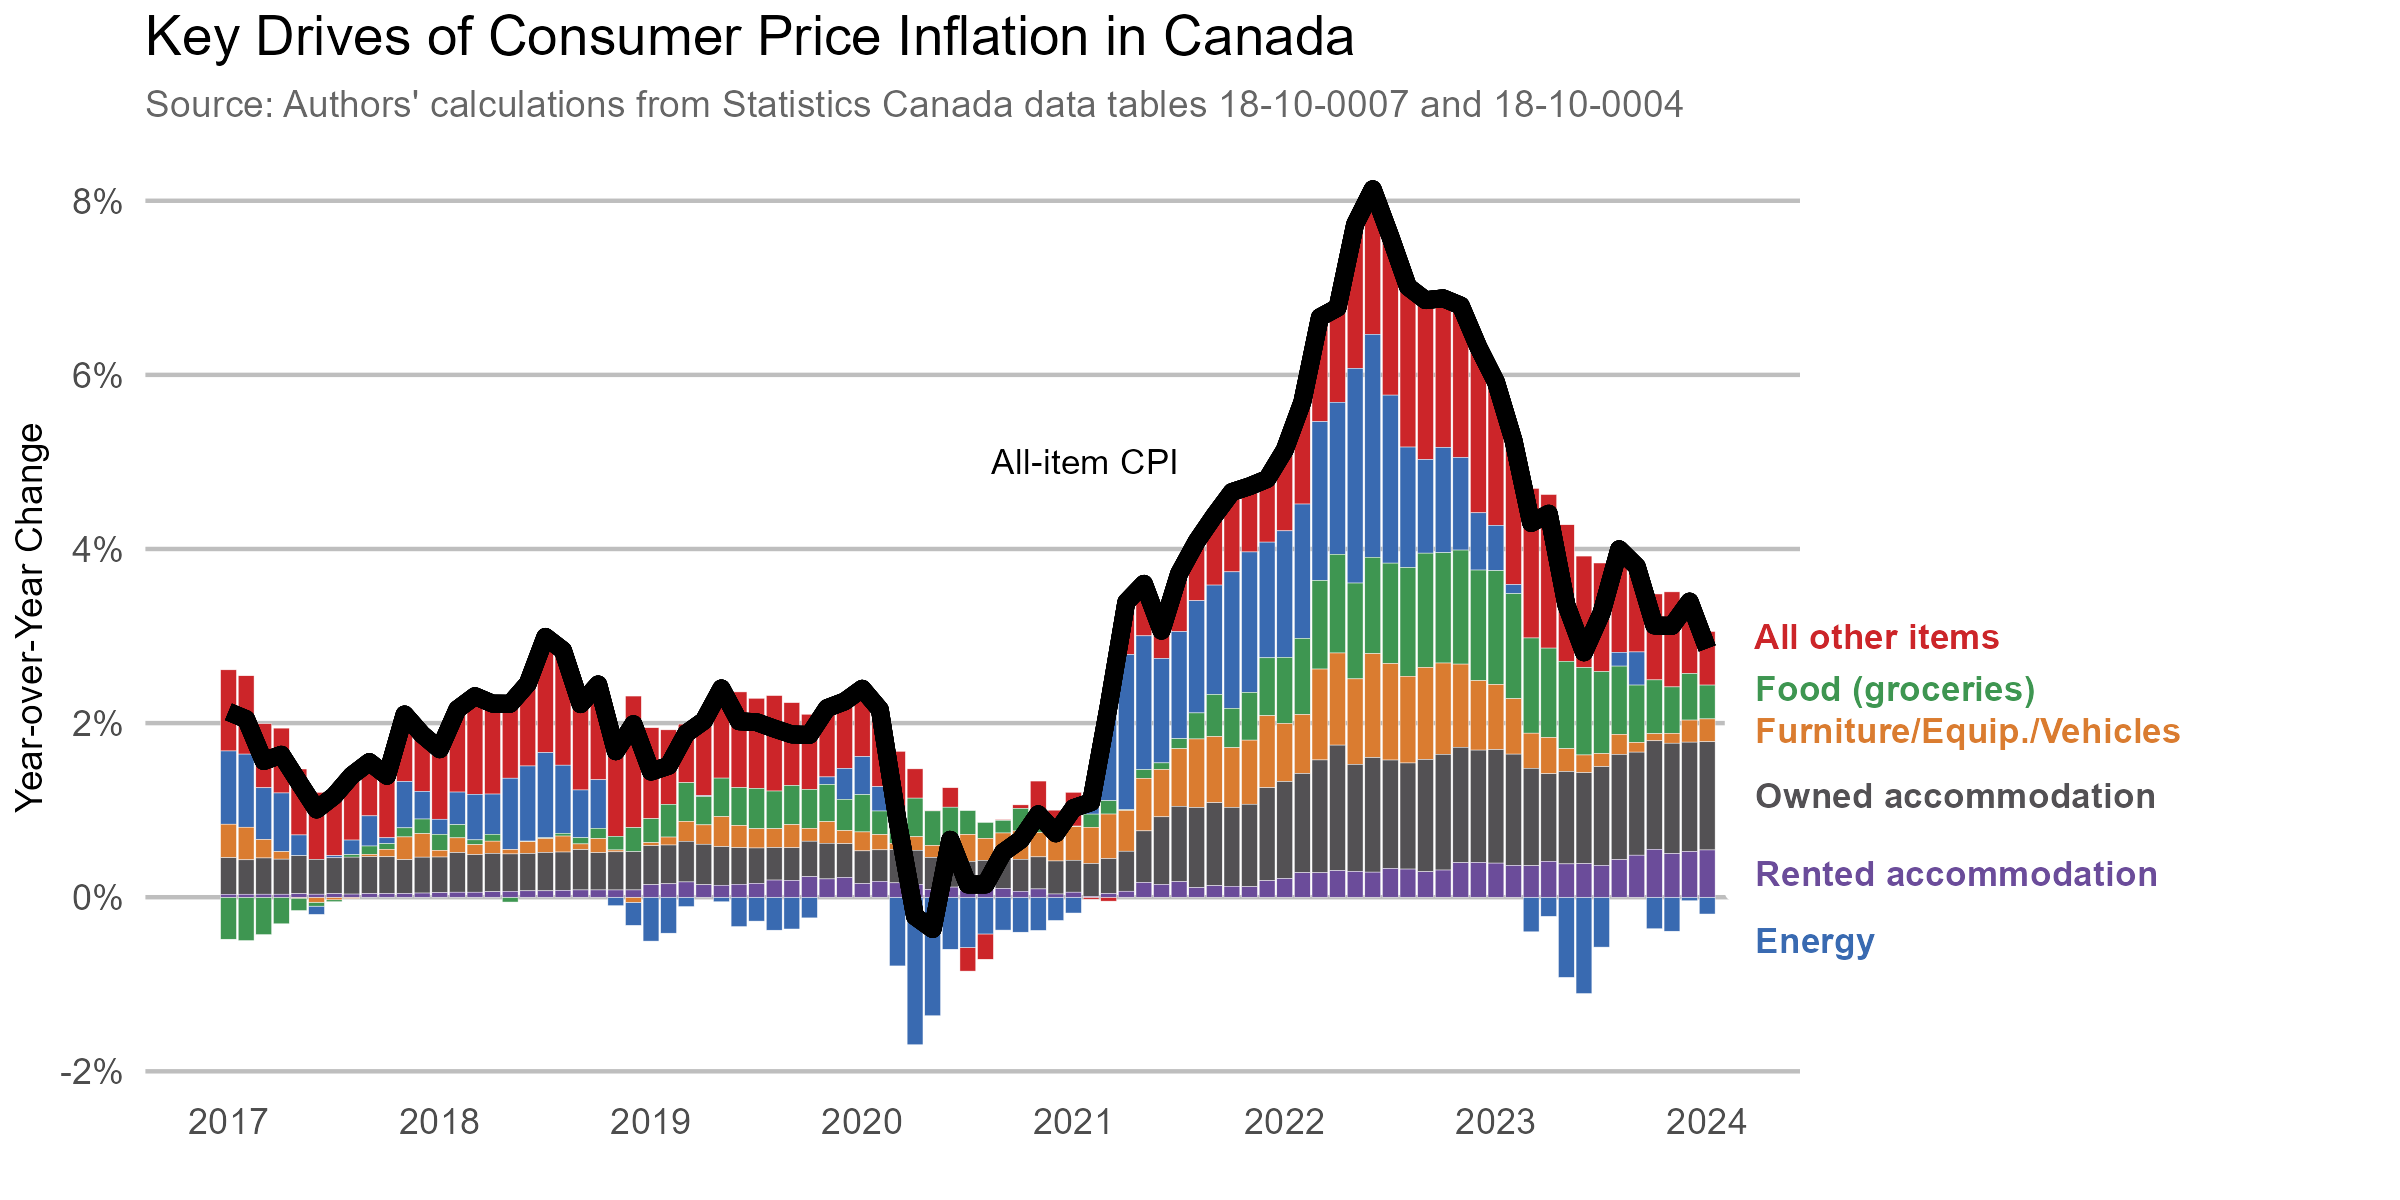 Key Drives of Consumer Price Inflation in Canada
Source: Authors' calculations from Statistics Canada data tables 18-10-0007 and 18-10-0004
Year-over-Year Change
8%
6%
4%
2%
0%
-2%
All-item CPI
All other items
Food (groceries)
Furniture/Equip./Vehicles
Owned accommodation
Rented accommodation
Energy
2017 2018 2019 2020 2021 2022 2023 2024